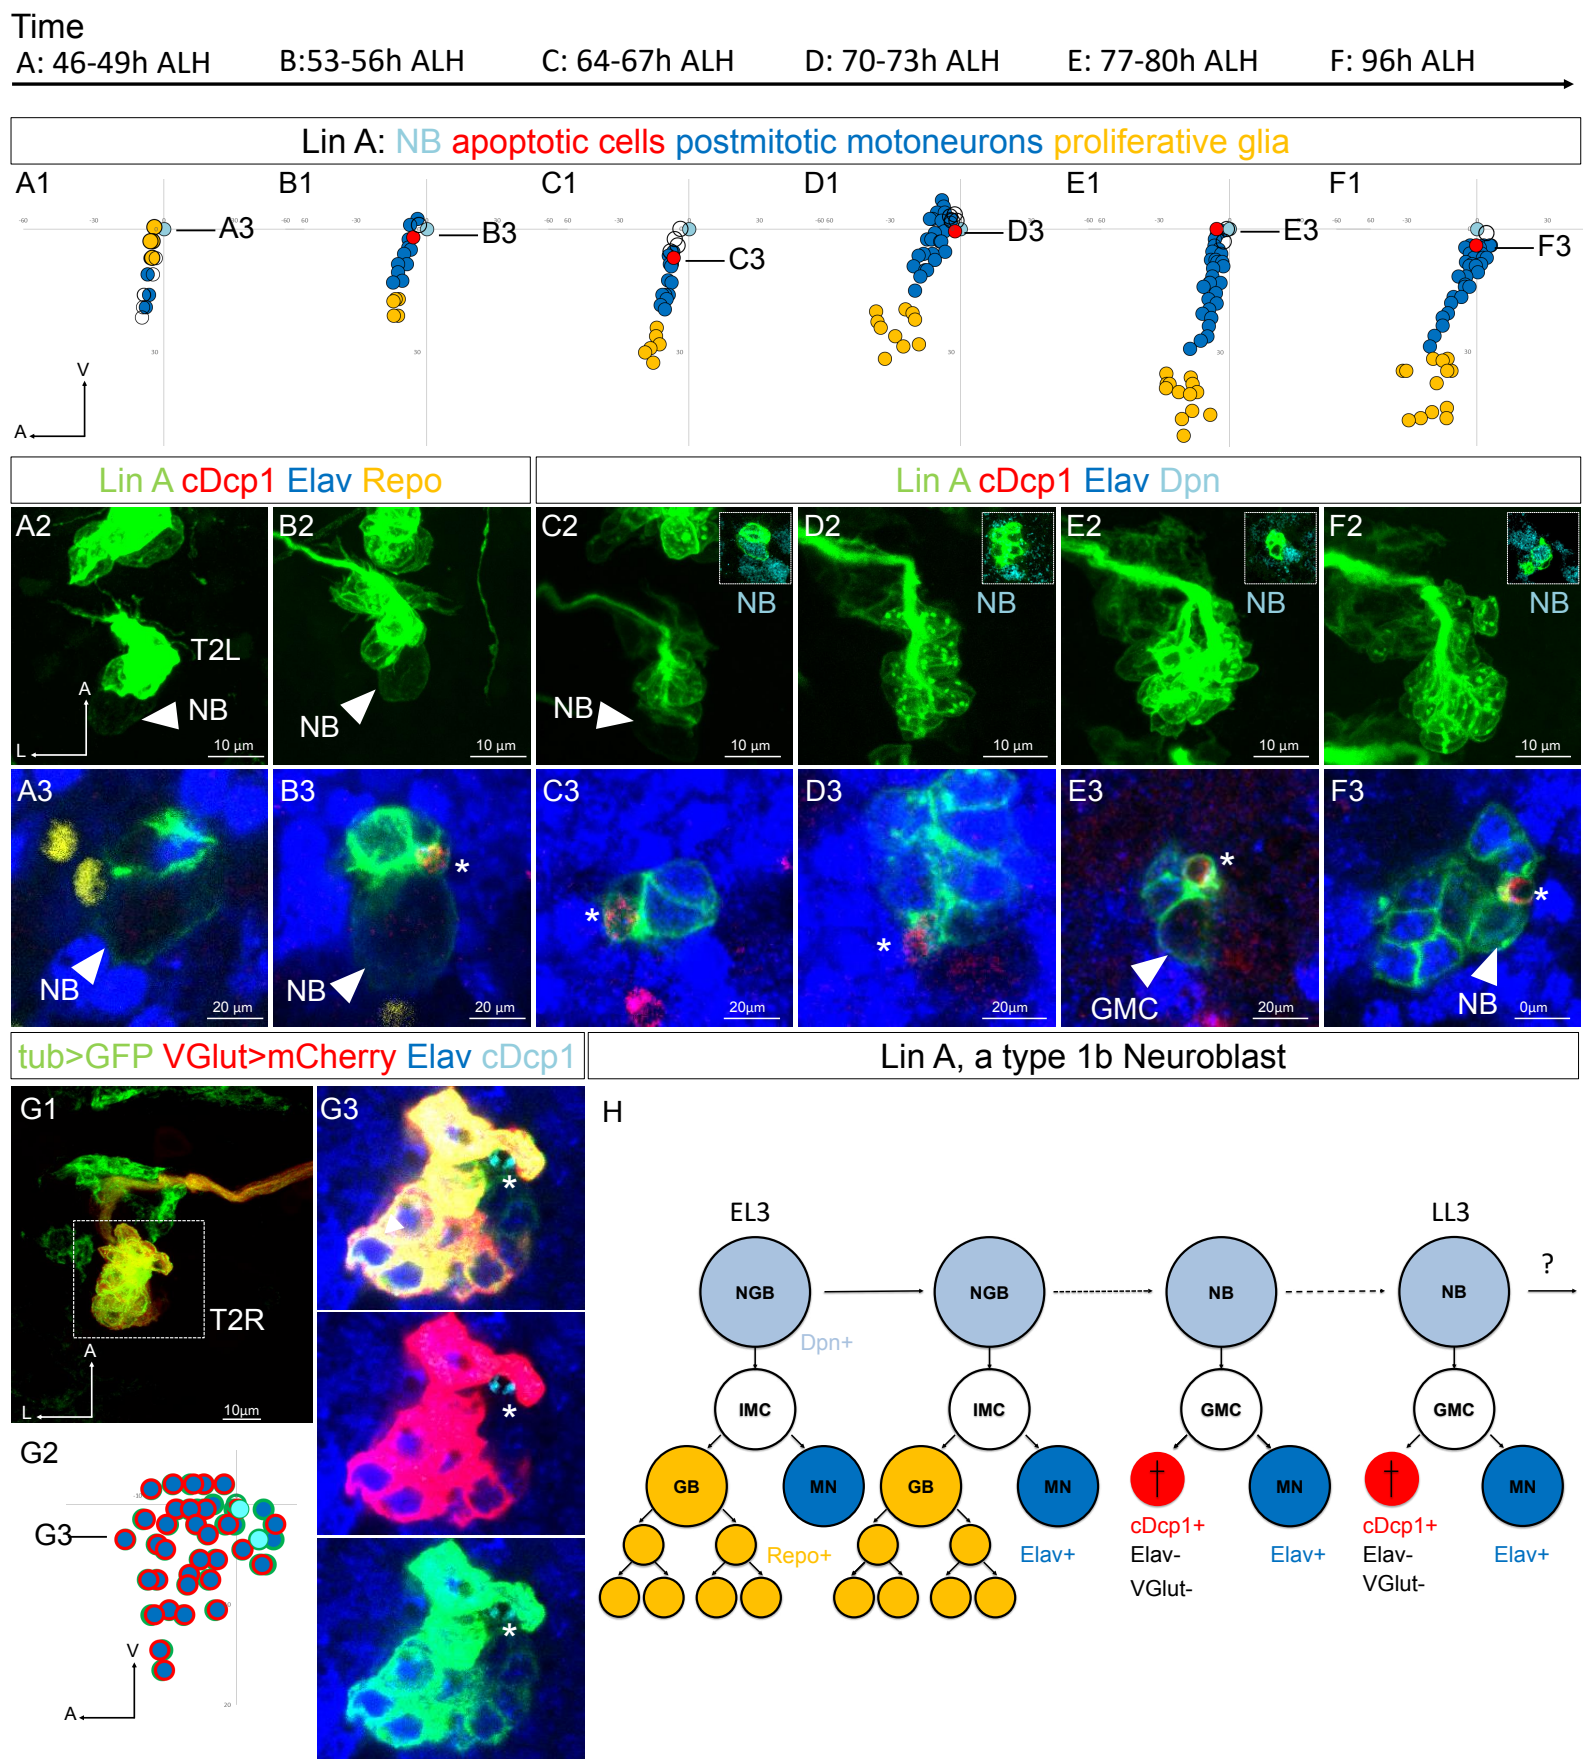 Time
A: 46-49h ALH B:53-56h ALH C: 64-67h ALH D: 70-73h ALH E: 77-80h ALH F: 96h ALH
Lin A: NB apoptotic cells postmitotic motoneurons proliferative glia
A1 B1 C1 D1 E1 F1
A3 B3 C3 D3 E3 F3
V
A
Lin A cDcp1 Elav Repo
Lin A cDcp1 Elav Dpn
A2 B2 C2 D2 E2 F2
NB NB NB NB
T2L
A
L
NB NB NB
10 μm 10 μm 10 μm 10 μm 10 μm 10 μm
A3 B3 C3 D3 E3 F3
* * * * *
NB NB GMC NB
20 μm 20 μm 20μm 20μm 20μm 0μm
tub>GFP VGlut>mCherry Elav cDcp1
Lin A, a type 1b Neuroblast
G1 G3 H
*
T2R
A
L
10μm
*
G2
G3
V
A
20
*
EL3 LL3
?
NGB NGB NB NB
Dpn+
IMC IMC GMC GMC
GB MN GB MN † MN † MN
Repo+ Elav+ cDcp1+ Elav+ cDcp1+ Elav+
Elav- Elav-
VGlut- VGlut-